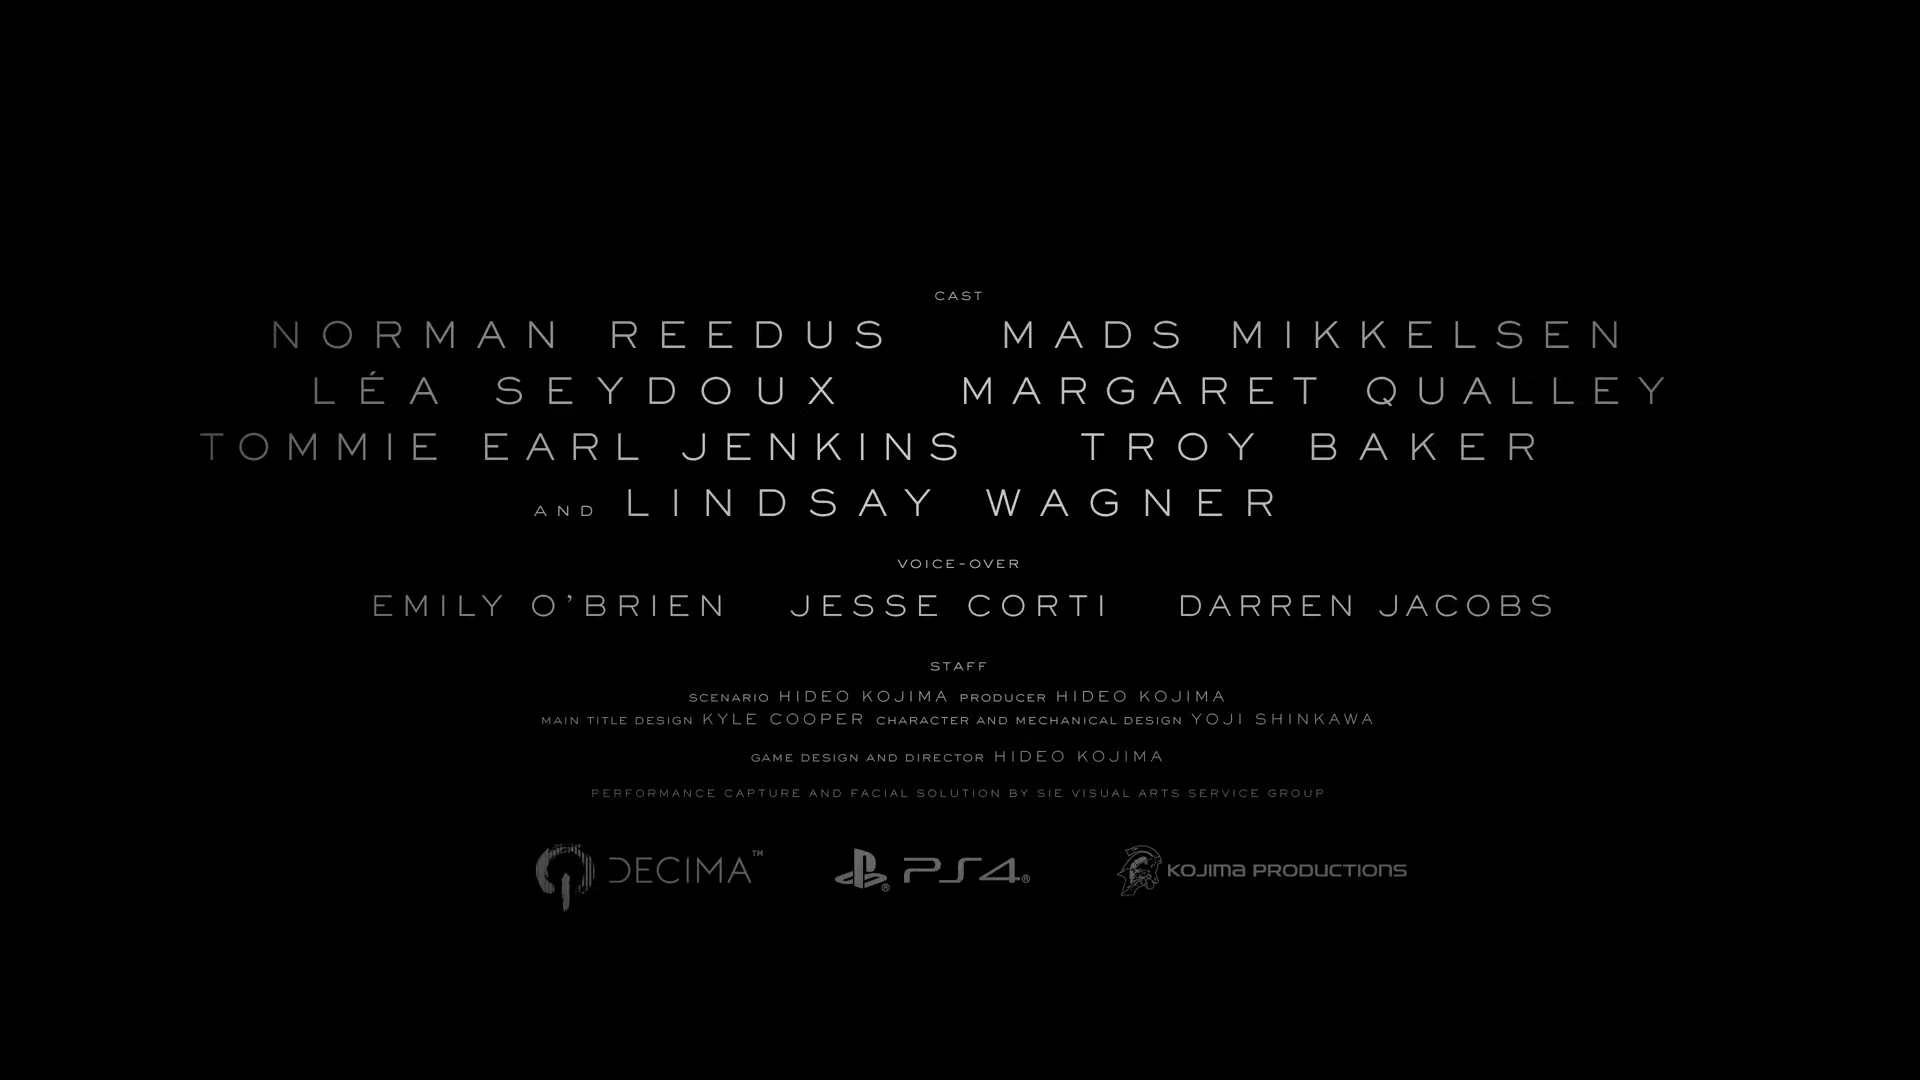 CAST
NORMAN REEDUS MADS MIKKELSEN
LÉA SEYDOUX MARGARET QUALLEY
TOMMIE EARL JENKINS TROY BAKER
AND LINDSAY WAGNER
VOICE-OVER
EMILY O’BRIEN JESSE CORTI DARREN JACOBS
STAFF
SCENARIO HIDEO KOJIMA PRODUCER HIDEO KOJIMA
MAIN TITLE DESIGN KYLE COOPER CHARACTER AND MECHANICAL DESIGN YOJI SHINKAWA
GAME DESIGN AND DIRECTOR HIDEO KOJIMA
PERFORMANCE CAPTURE AND FACIAL SOLUTION BY SIE VISUAL ARTS SERVICE GROUP
DECIMA™ PS4® KOJIMA PRODUCTIONS